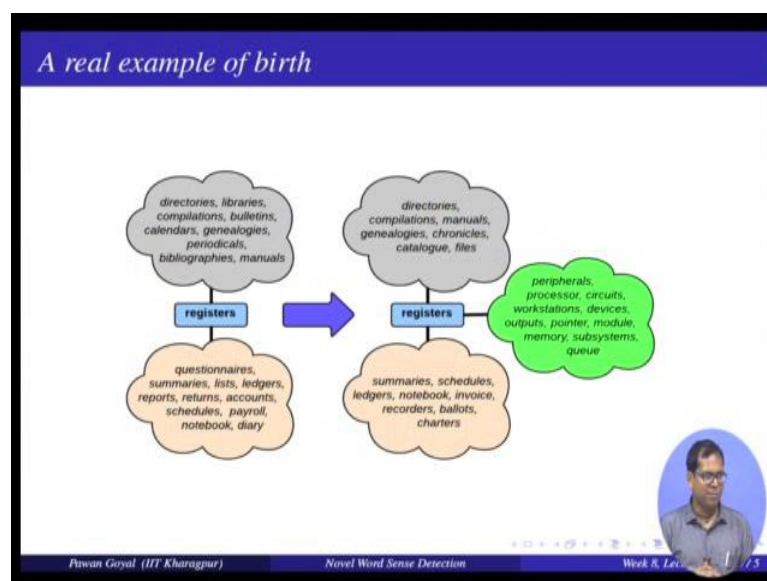 A real example of birth
directories, libraries,
compilations, bulletins,
calendars, genealogies,
periodicals,
bibliographies, manuals
registers
questionnaires,
summaries, lists, ledgers,
reports, returns, accounts,
schedules, payroll,
notebook, diary
directories,
compilations, manuals,
genealogies, chronicles,
catalogue, files
registers
peripherals,
processor, circuits,
workstations, devices,
outputs, pointer, module,
memory, subsystems,
queue
summaries, schedules,
ledgers, notebook, invoice,
recorders, ballots,
charters
Pawan Goyal (IIT Kharagpur) Novel Word Sense Detection Week 8, / 5